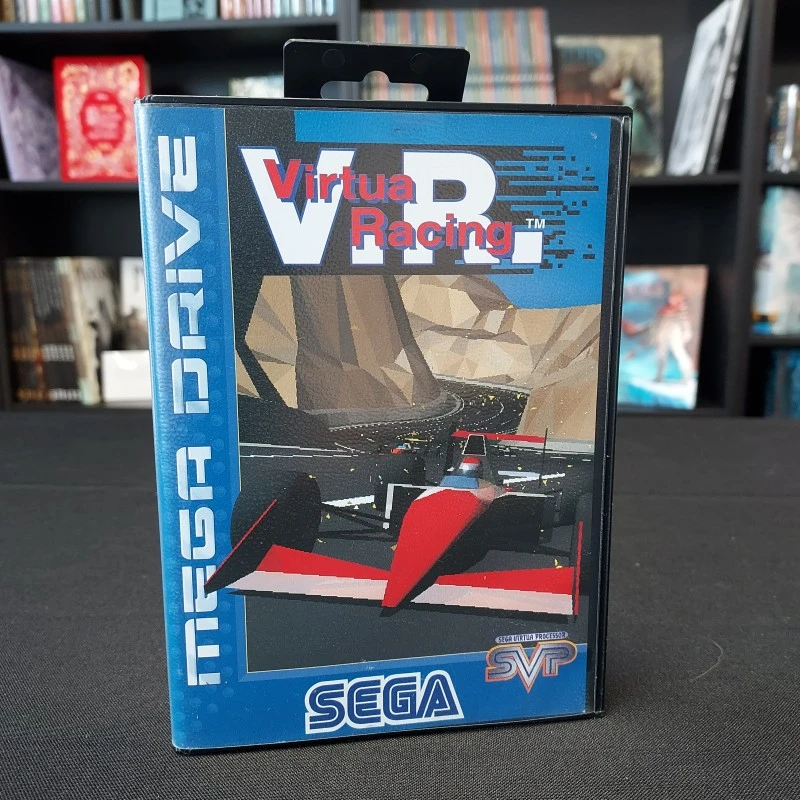 MEGA DRIVE
V.R.™
Virtua
Racing
SEGA VIRTUA PROCESSOR
SVP
SEGA